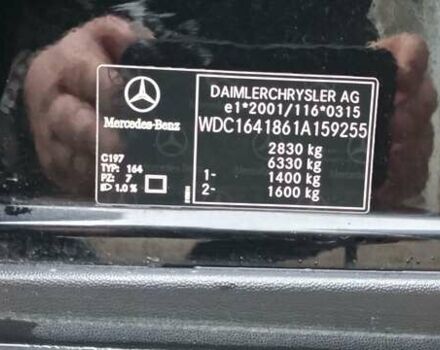 Mercedes-Benz
DAIMLERCHRYSLER AG
e1*2001/116*0315
WDC1641861A159255
2830 kg
6330 kg
1- 1400 kg
2- 1600 kg
C197
TYP: 164
PZ: 7
1.0 %